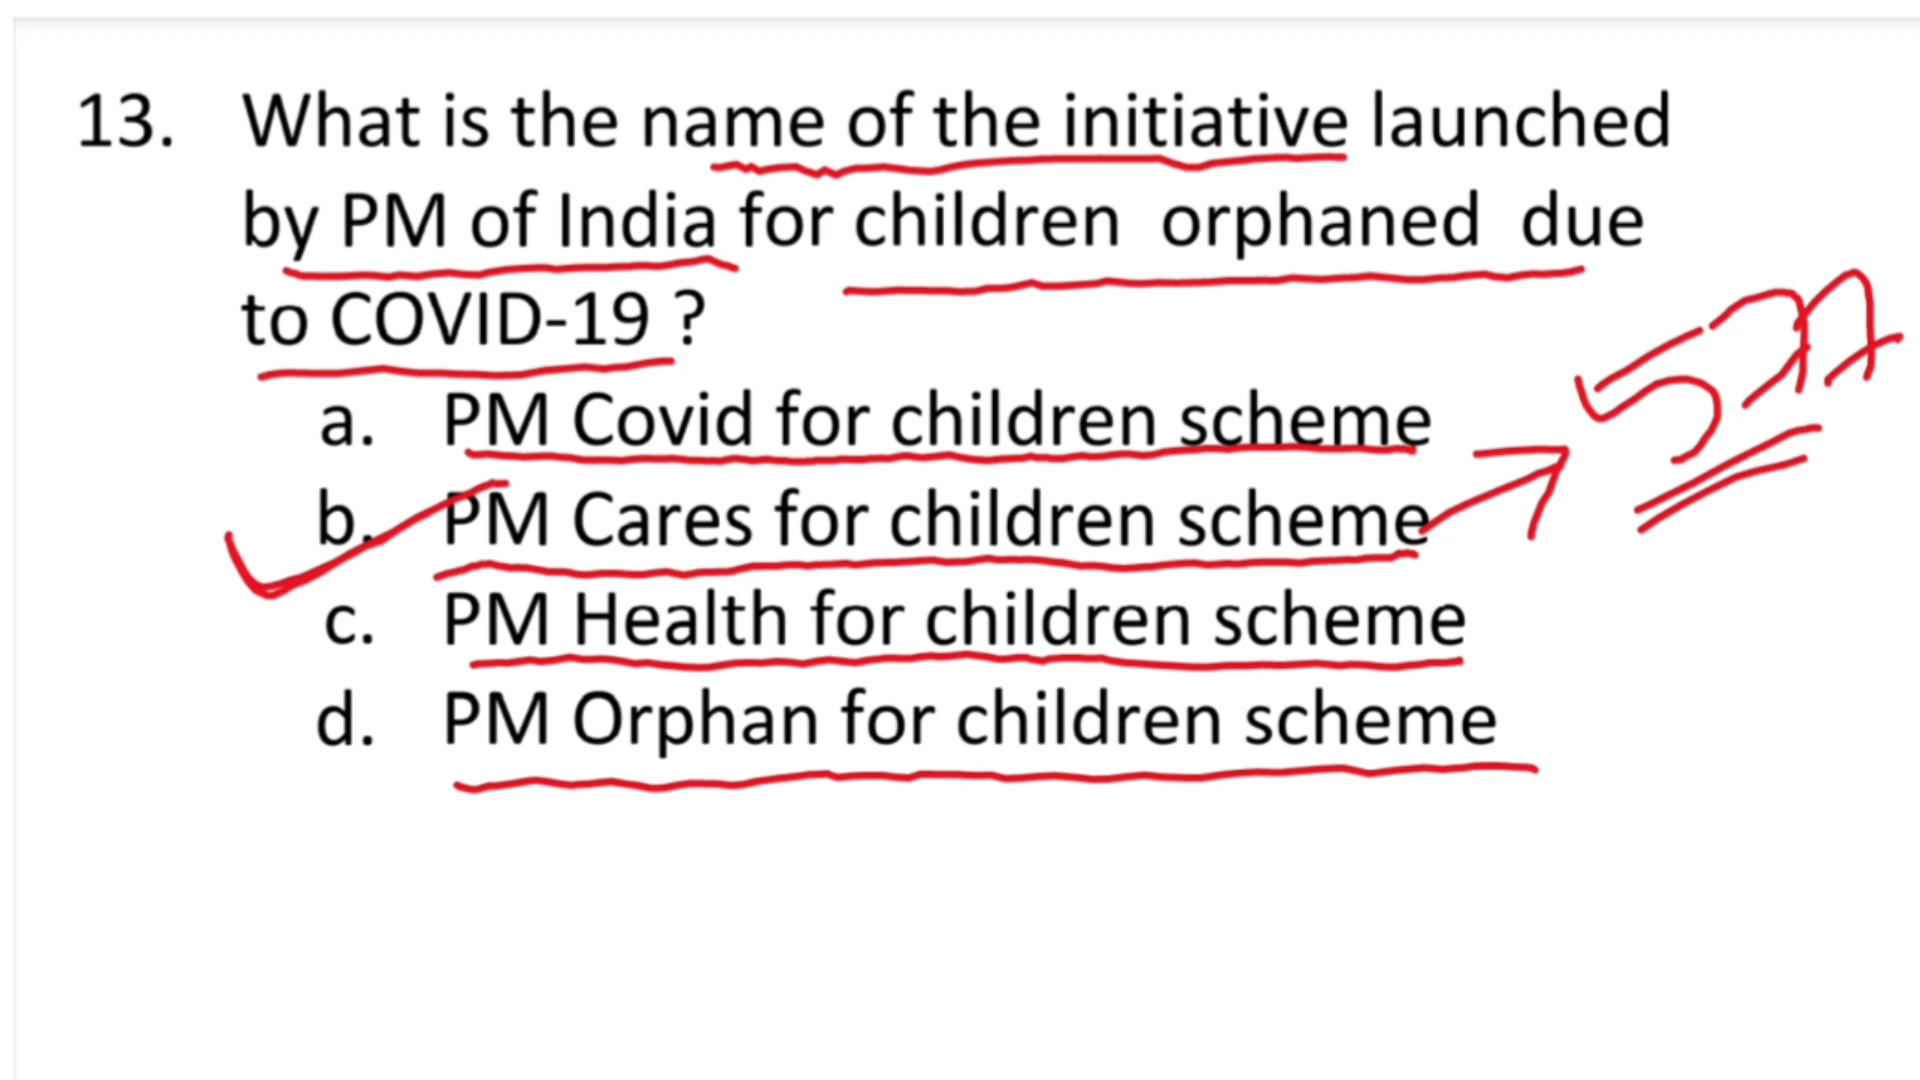 13. What is the name of the initiative launched
by PM of India for children orphaned due
to COVID-19 ?
a. PM Covid for children scheme
b. PM Cares for children scheme
c. PM Health for children scheme
d. PM Orphan for children scheme